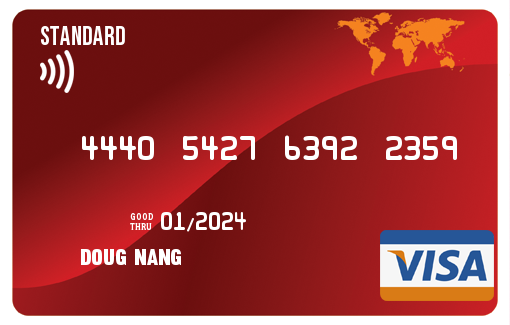 STANDARD
4440 5427 6392 2359
GOOD
THRU 01/2024
DOUG NANG
VISA